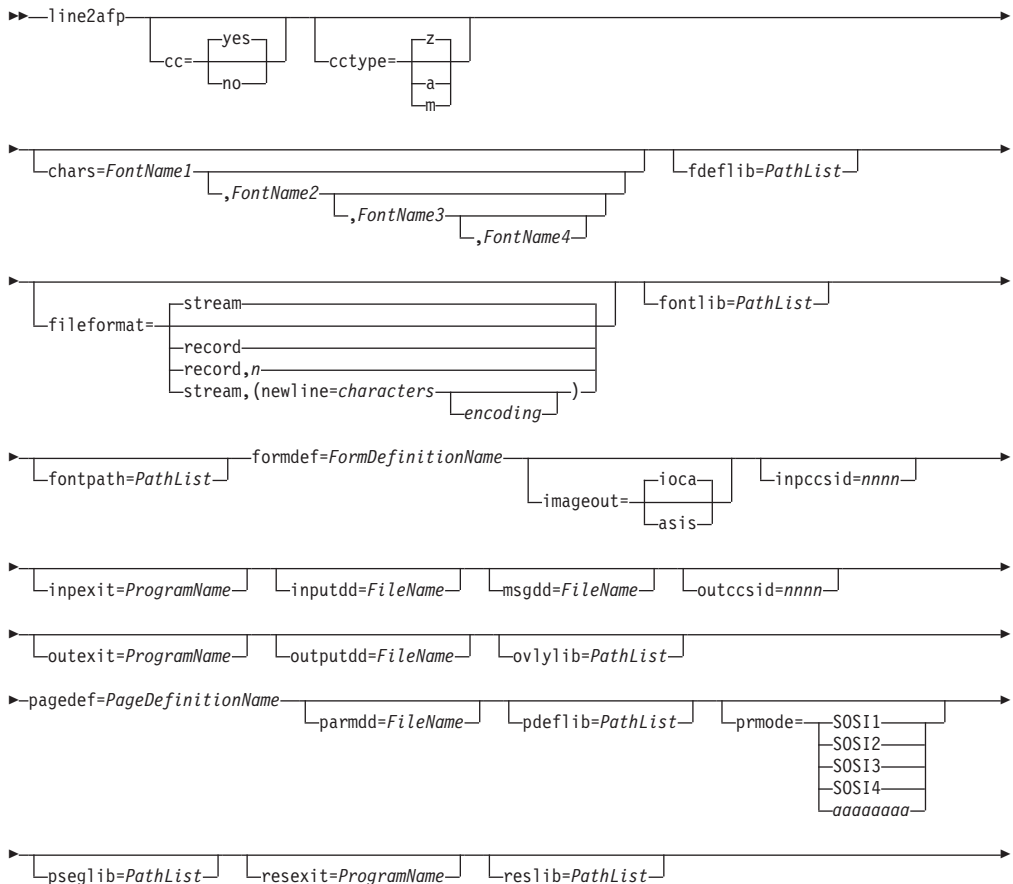 line2afp
yes
cc=
no
z
cctype=
a
m
chars=FontName1
,FontName2
,FontName3
,FontName4
fdeflib=PathList
stream
fileformat=
record
record,n
stream,(newline=characters )
encoding
fontlib=PathList
fontpath=PathList
formdef=FormDefinitionName
ioca
imageout=
asis
inpccsid=nnnn
inpexit=ProgramName
inputdd=FileName
msgdd=FileName
outccsid=nnnn
outexit=ProgramName
outputdd=FileName
ovlylib=PathList
pagedef=PageDefinitionName
parmdd=FileName
pdeflib=PathList
prmode=
SOSI1
SOSI2
SOSI3
SOSI4
aaaaaaaa
pseglib=PathList
resexit=ProgramName
reslib=PathList